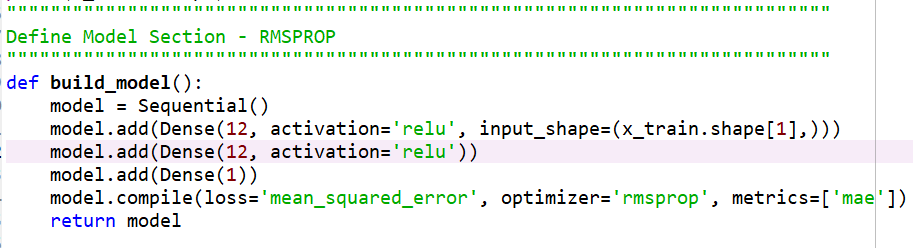 """""""""""""""""""""""""""""""""""""""""""""""""""""""""""""""""""""""""""
Define Model Section - RMSPROP
"""""""""""""""""""""""""""""""""""""""""""""""""""""""""""""""""""""""""""
def build_model():
    model = Sequential()
    model.add(Dense(12, activation='relu', input_shape=(x_train.shape[1],)))
    model.add(Dense(12, activation='relu'))
    model.add(Dense(1))
    model.compile(loss='mean_squared_error', optimizer='rmsprop', metrics=['mae'])
    return model